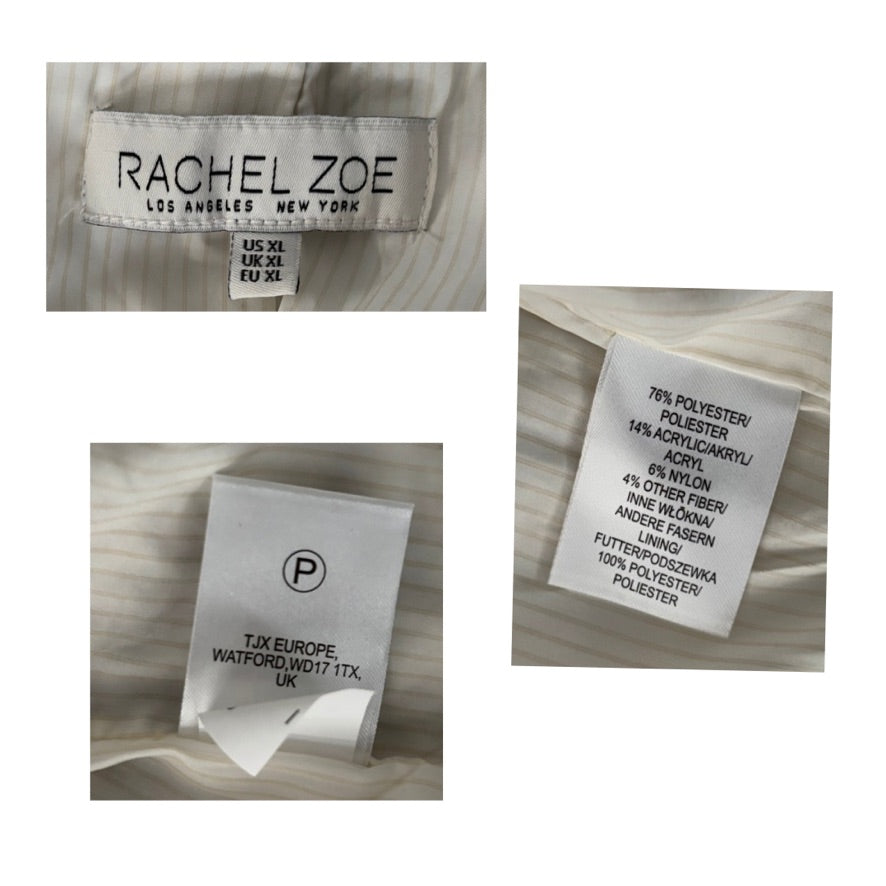 RACHEL ZOE
LOS ANGELES NEW YORK
US XL
UK XL
EU XL
76% POLYESTER/
POLIESTER
14% ACRYLIC/AKRYL/
ACRYL
6% NYLON
4% OTHER FIBER/
INNE WŁÓKNA/
ANDERE FASERN
LINING/
FUTTER/PODSZEWKA
100% POLYESTER/
POLIESTER
P
TJX EUROPE,
WATFORD,WD17 1TX,
UK